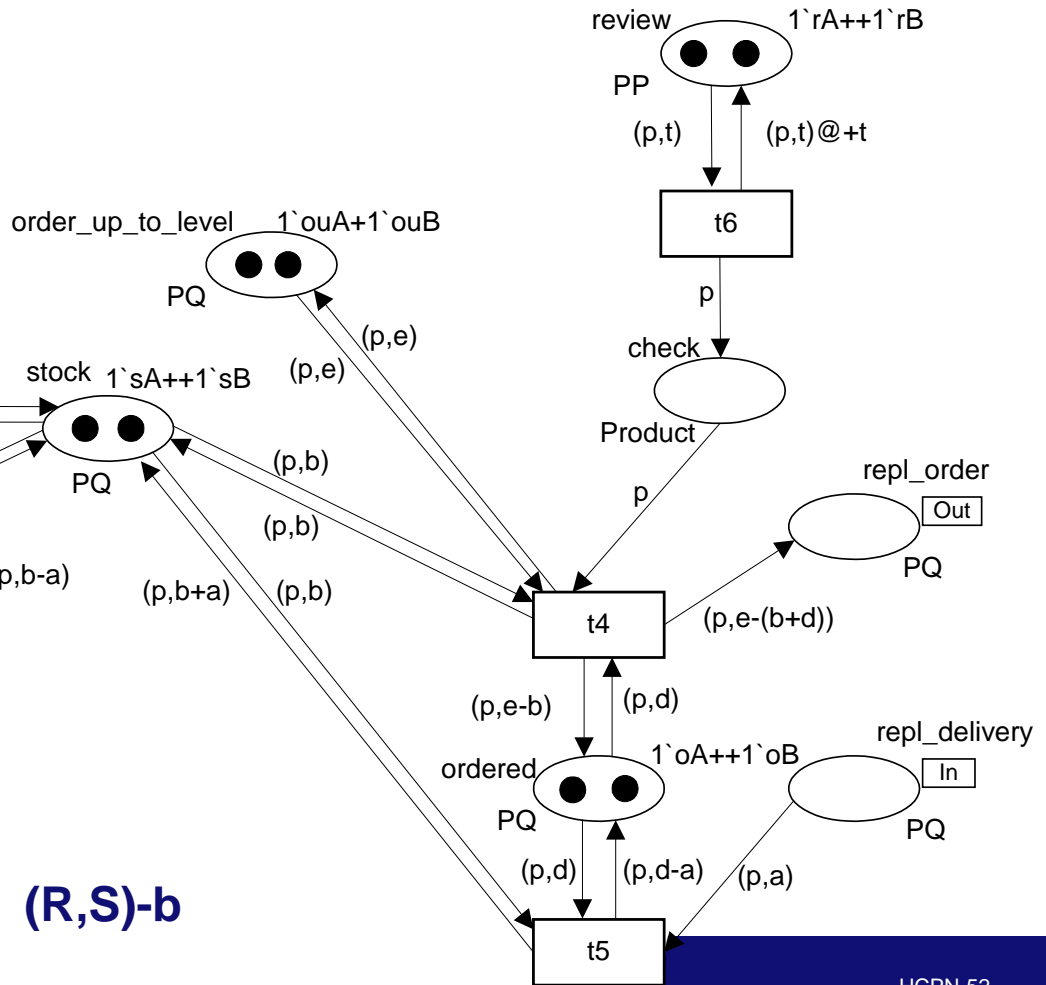 review 1`rA++1`rB
PP
(p,t) (p,t)@+t
t6
order_up_to_level 1`ouA+1`ouB
PQ
p
(p,e)
(p,e)
check
stock 1`sA++1`sB
Product
PQ
(p,b)
p
repl_order
Out
(p,b)
PQ
p,b-a)
(p,b+a) (p,b)
t4
(p,e-(b+d))
(p,e-b) (p,d)
repl_delivery
1`oA++1`oB
ordered
In
PQ
PQ
(p,d) (p,d-a) (p,a)
(R,S)-b
t5